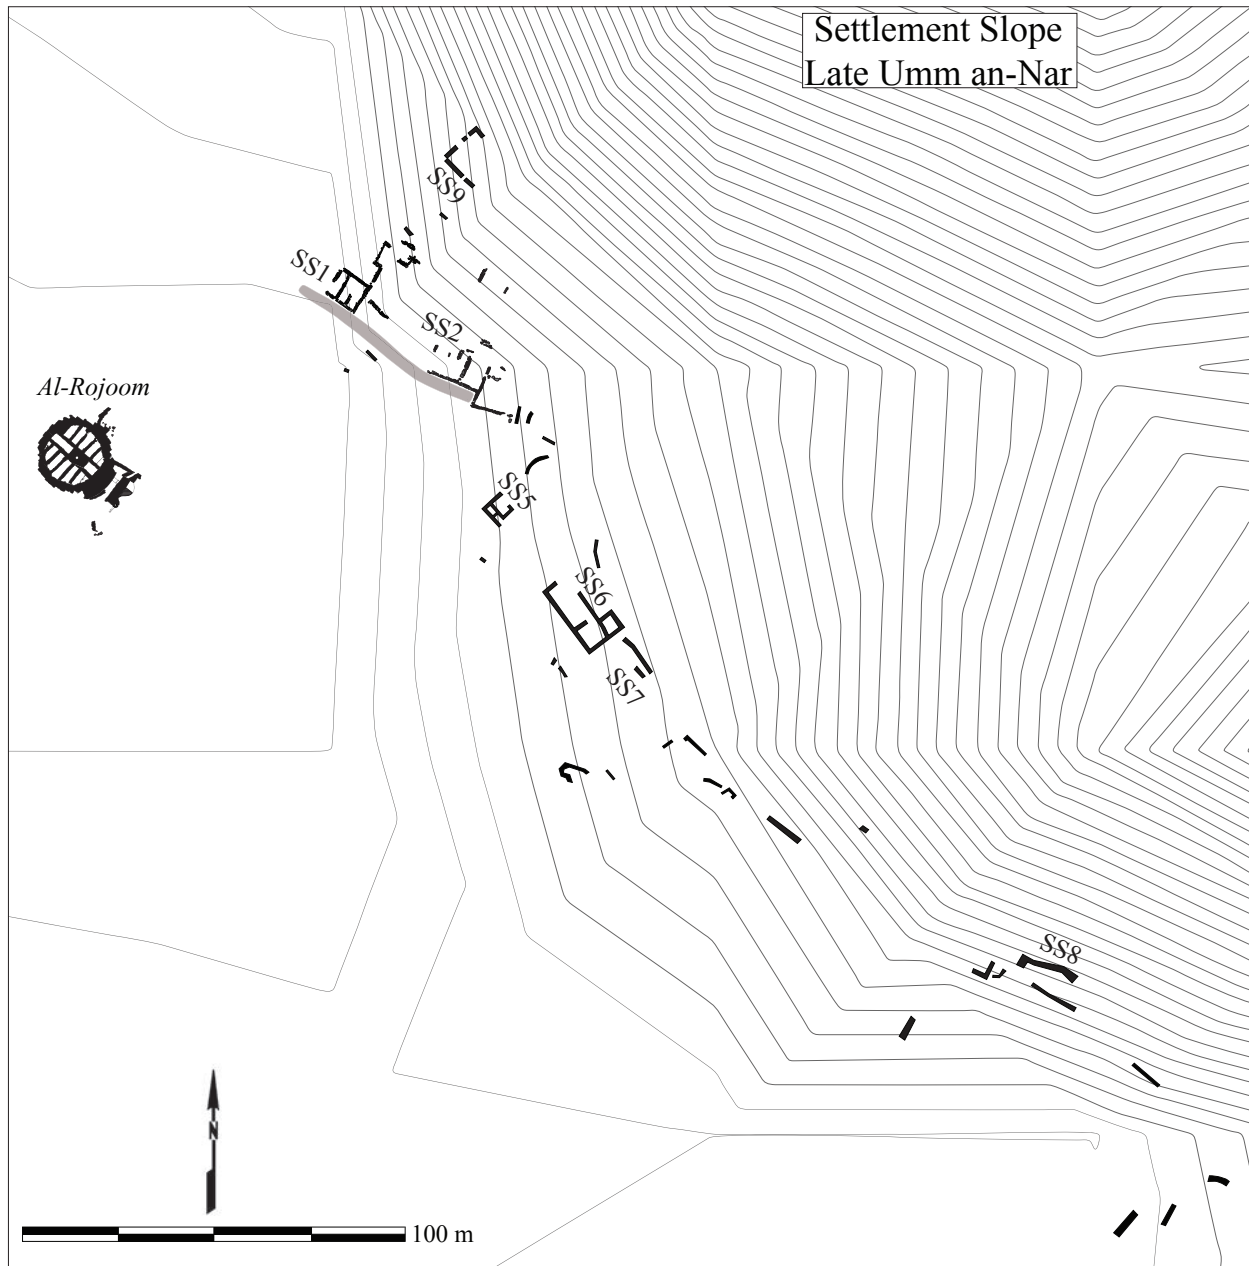 Settlement Slope
Late Umm an-Nar
SS9
SS1
SS2
Al-Rojoom
SS5
SS6
SS7
SS8
N
100 m